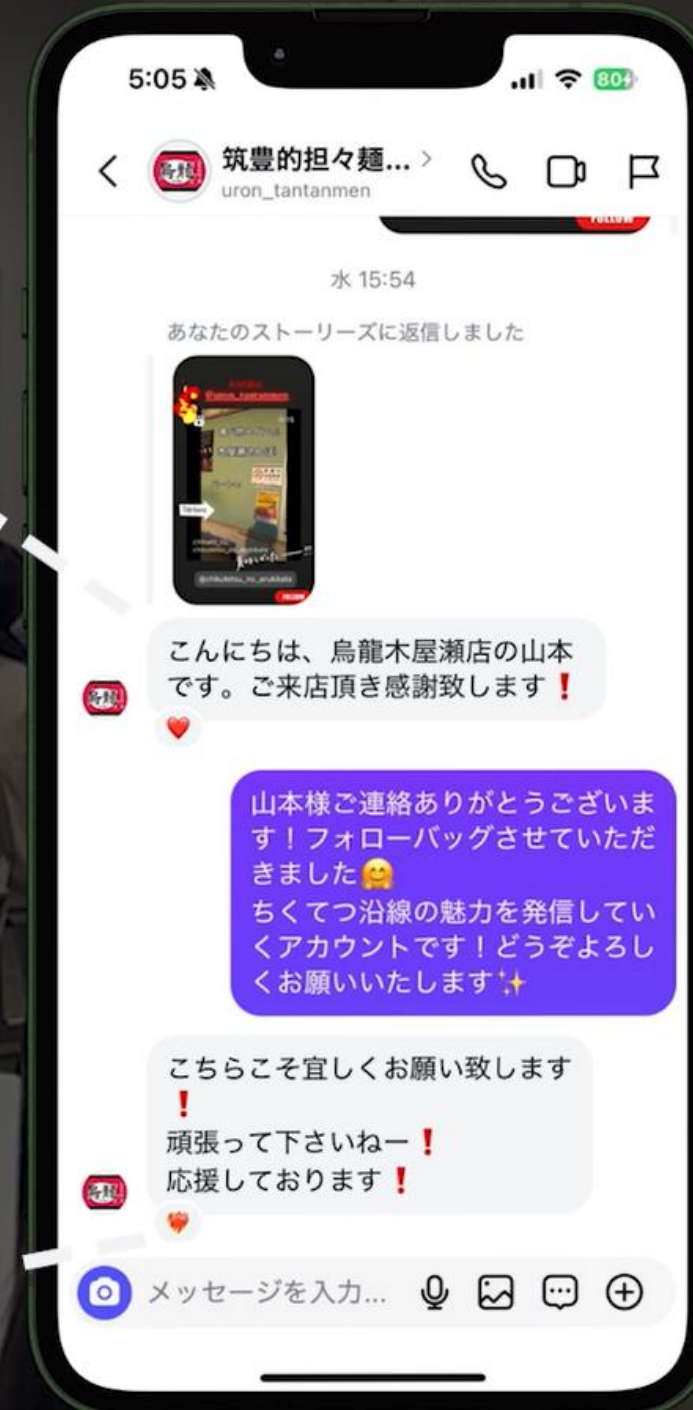 5:05
80
筑豊的担々麺...
uron_tantanmen
FOLLOW
水 15:54
あなたのストーリーズに返信しました
@uron_tantanmen
@chikutetsu_no_arukikata
FOLLOW
こんにちは、烏龍木屋瀬店の山本
です。ご来店頂き感謝致します❗
山本様ご連絡ありがとうございま
す！フォローバッグさせていただ
きました🤗
ちくてつ沿線の魅力を発信してい
くアカウントです！どうぞよろし
くお願いいたします✨
こちらこそ宜しくお願い致します
❗
頑張って下さいねー❗
応援しております❗
メッセージを入力...